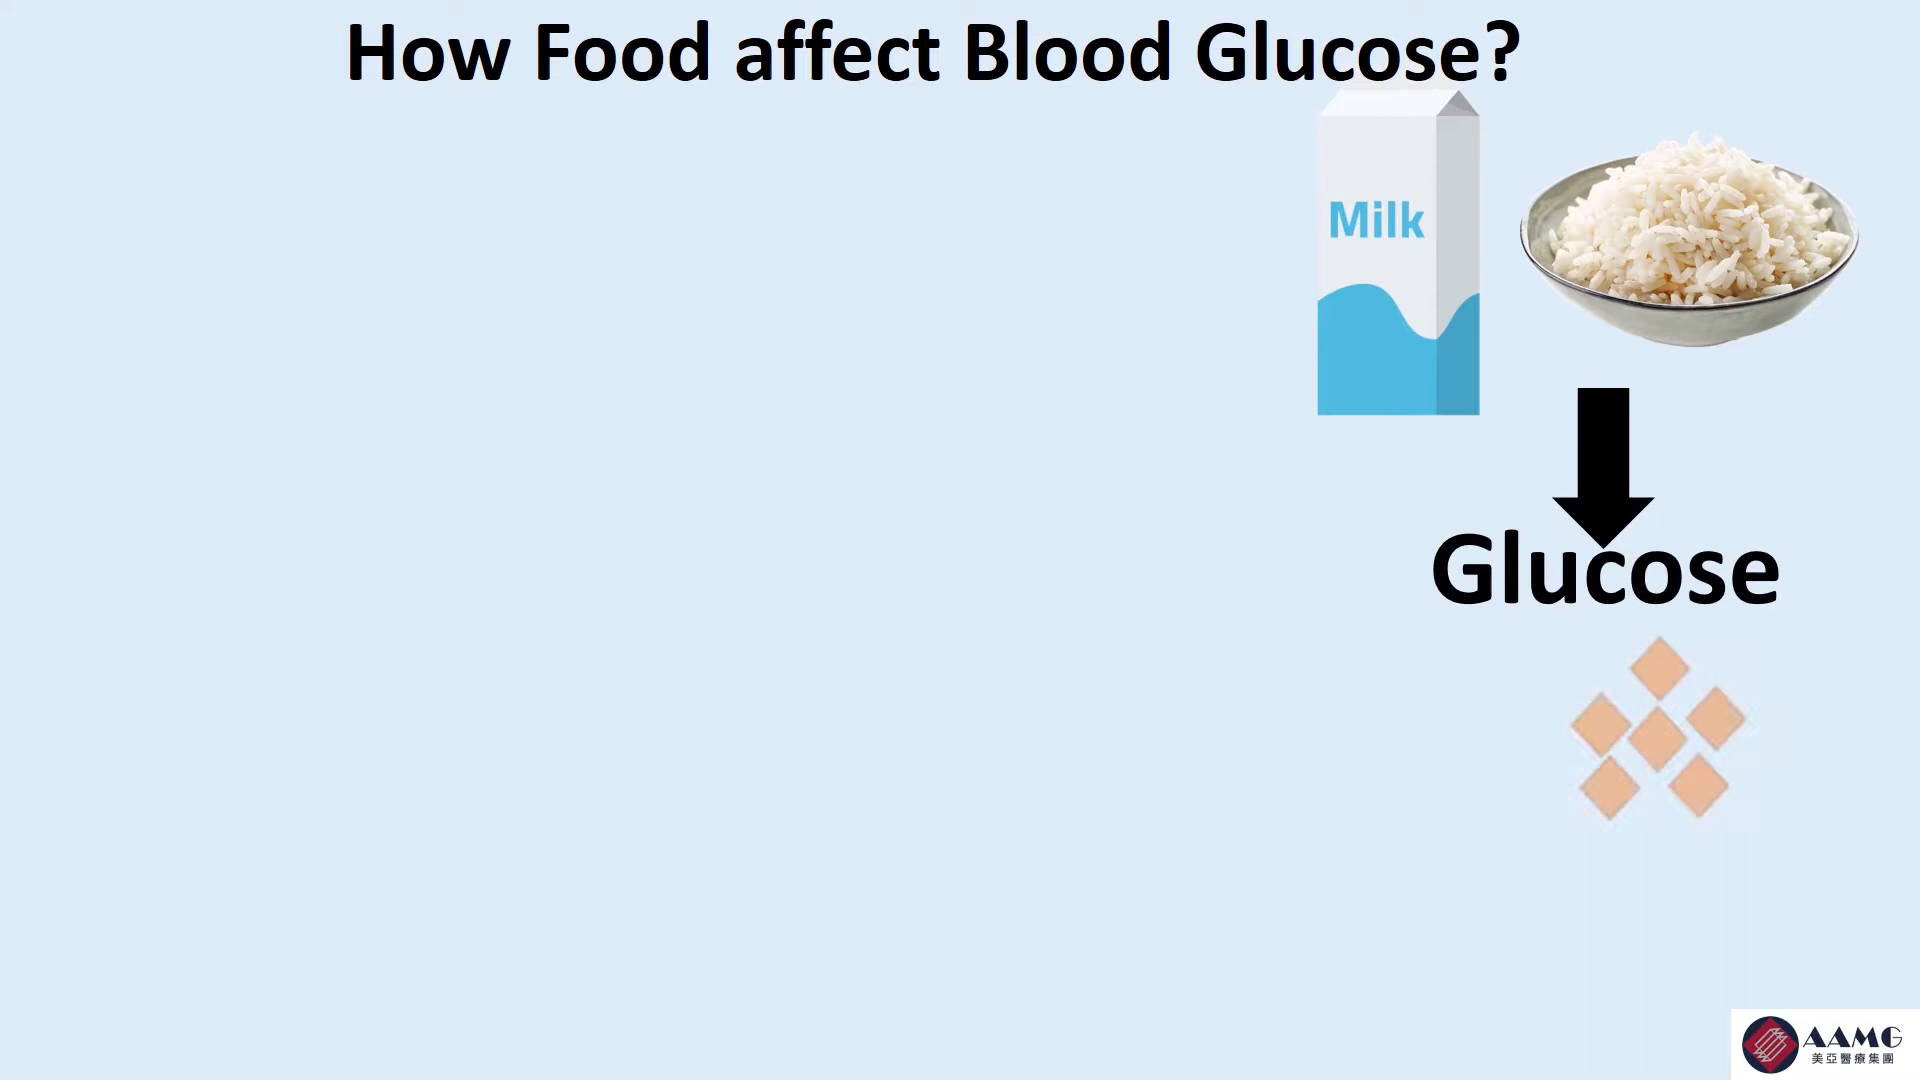 How Food affect Blood Glucose?
Milk
Glucose
AAMG
美亞醫療集團